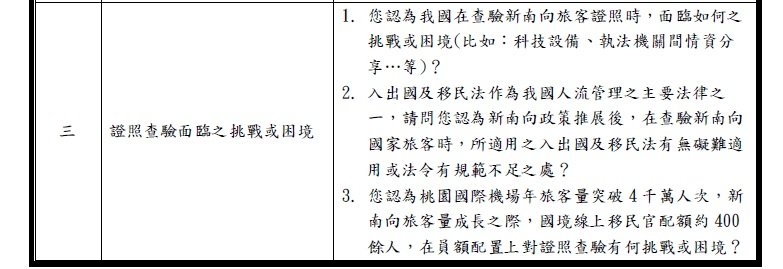 三
證照查驗面臨之挑戰或困境
1. 您認為我國在查驗新南向旅客證照時，面臨如何之
挑戰或困境(比如：科技設備、執法機關間情資分
享…等)？
2. 入出國及移民法作為我國人流管理之主要法律之
一，請問您認為新南向政策推展後，在查驗新南向
國家旅客時，所適用之入出國及移民法有無礙難適
用或法令有規範不足之處？
3. 您認為桃園國際機場年旅客量突破 4 千萬人次，新
南向旅客量成長之際，國境線上移民官配額約 400
餘人，在員額配置上對證照查驗有何挑戰或困境？